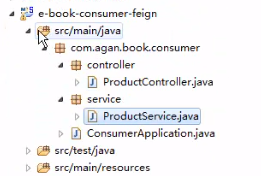 e-book-consumer-feign
src/main/java
com.agan.book.consumer
controller
ProductController.java
service
ProductService.java
ConsumerApplication.java
src/test/java
src/main/resources